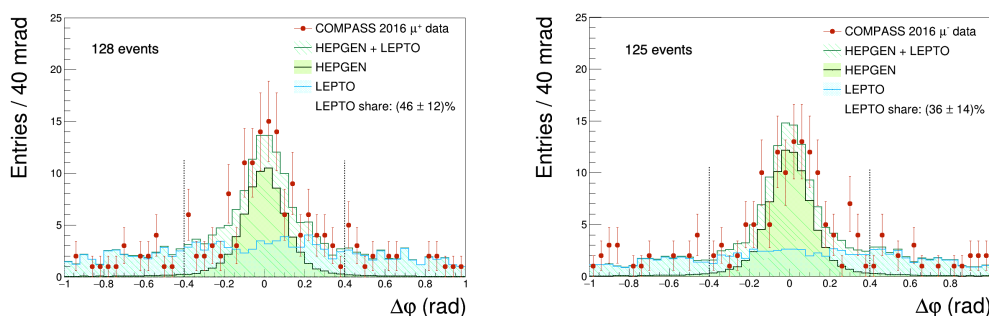 25
20
15
10
5
0
Entries / 40 mrad
128 events
COMPASS 2016 μ⁺ data
HEPGEN + LEPTO
HEPGEN
LEPTO
LEPTO share: (46 ± 12)%
−1 −0.8 −0.6 −0.4 −0.2 0 0.2 0.4 0.6 0.8 1
Δφ (rad)
25
20
15
10
5
0
Entries / 40 mrad
125 events
COMPASS 2016 μ⁻ data
HEPGEN + LEPTO
HEPGEN
LEPTO
LEPTO share: (36 ± 14)%
−1 −0.8 −0.6 −0.4 −0.2 0 0.2 0.4 0.6 0.8
Δφ (rad)